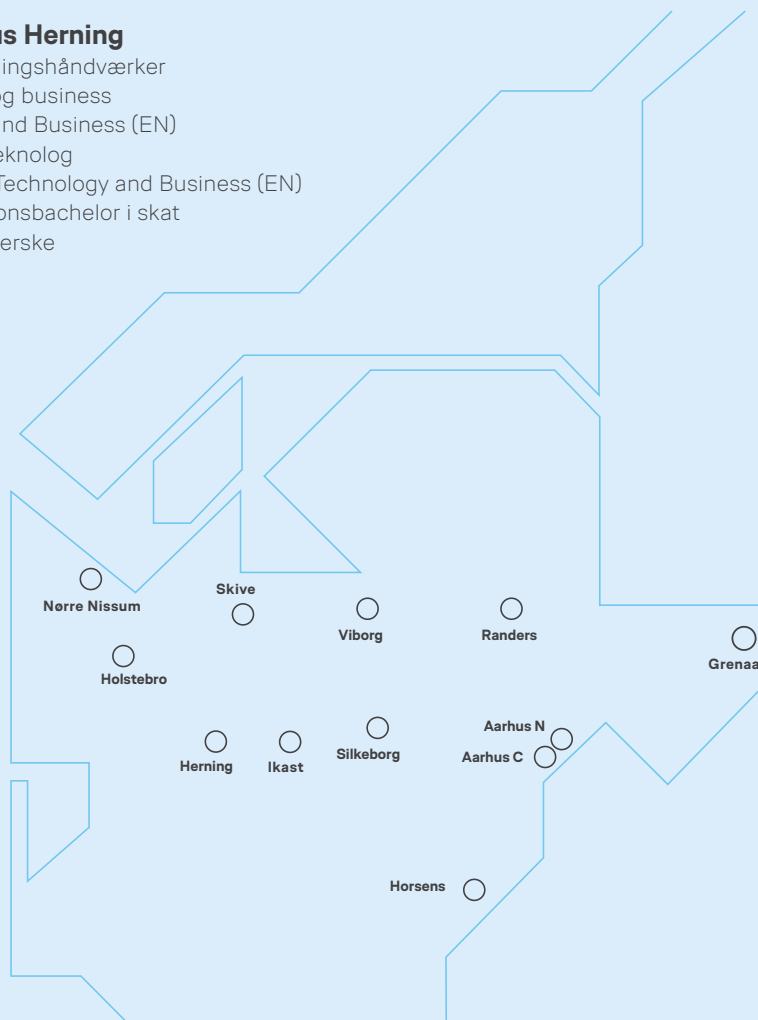 us Herning
ingshåndværker
og business
nd Business (EN)
eknolog
Technology and Business (EN)
onsbachelor i skat
erske
Skive
Nørre Nissum
Viborg
Randers
Grenaa
Holstebro
Aarhus N
Silkeborg
Aarhus C
Herning
Ikast
Horsens